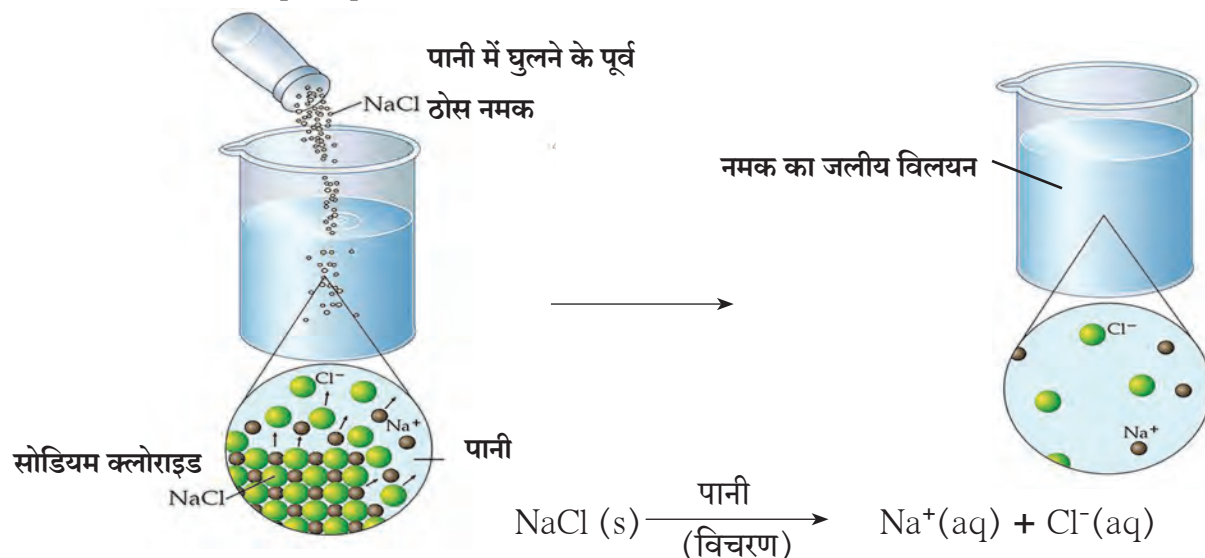 पानी में घुलने के पूर्व
NaCl ठोस नमक
नमक का जलीय विलयन
Cl⁻
Na⁺
सोडियम क्लोराइड
NaCl
पानी
Cl⁻
Na⁺
NaCl (s) पानी (विचरण) Na⁺(aq) + Cl⁻(aq)